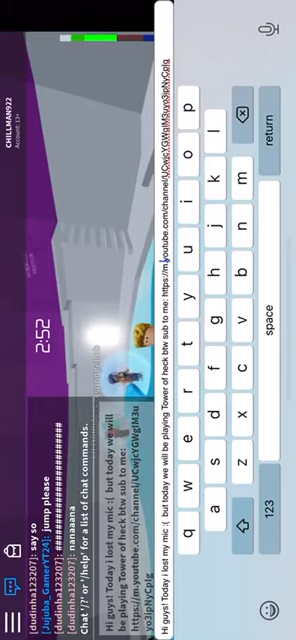 CHILLMAN922
Account: 13+
2:52
[dudinha123207]: say so
[Jujuba_GamerYT24]: jump please
[dudinha123207]: ######################
[dudinha123207]: nanaaana
Chat '/?' or '/help' for a list of chat commands.
Hi guys! Today i lost my mic :( but today we will
be playing Tower of heck btw sub to me:
https://m.youtube.com/channel/UCwjcYGWglM3u
yo3ipNyCplg
Hi guys! Today i lost my mic :( but today we will be playing Tower of heck btw sub to me: https://m.youtube.com/channel/UCwjcYGWglM3uyo3ipNyCplg
q w e r t y u i o p
a s d f g h j k l
z x c v b n m
123 space return